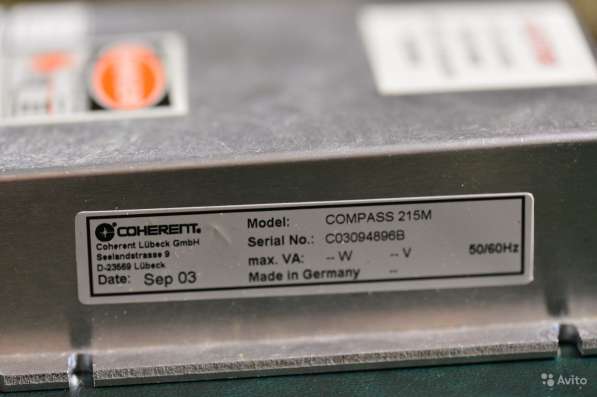 COHERENT.
Coherent Lübeck GmbH
Seelandstrasse 9
D-23569 Lübeck
Date: Sep 03
Model: COMPASS 215M
Serial No.: C03094896B
max. VA: -- W -- V 50/60Hz
Made in Germany
Avito